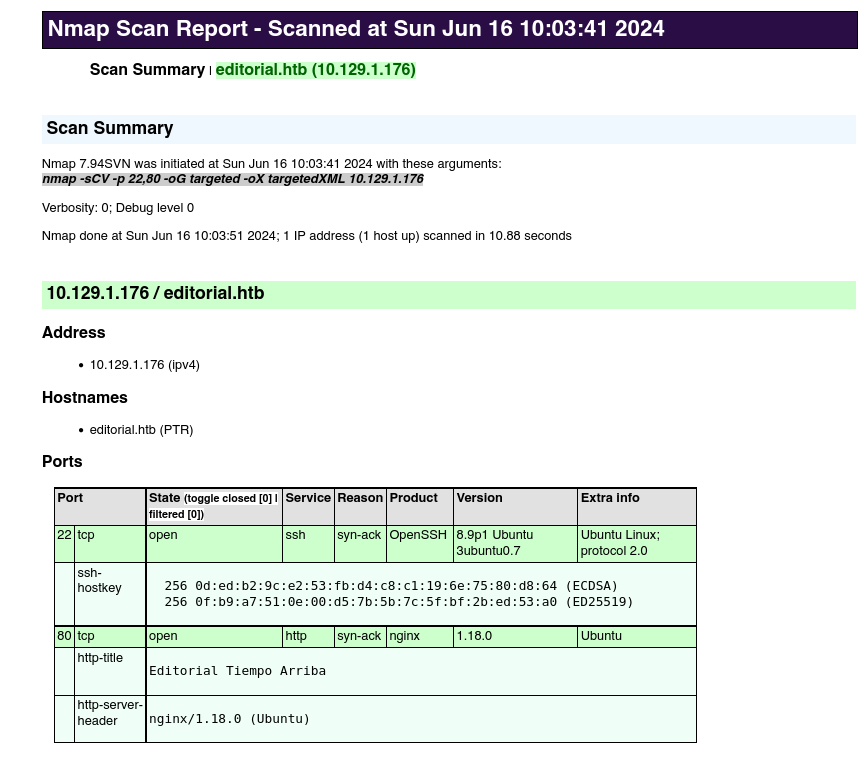 Nmap Scan Report - Scanned at Sun Jun 16 10:03:41 2024
Scan Summary | editorial.htb (10.129.1.176)
Scan Summary
Nmap 7.94SVN was initiated at Sun Jun 16 10:03:41 2024 with these arguments:
nmap -sCV -p 22,80 -oG targeted -oX targetedXML 10.129.1.176
Verbosity: 0; Debug level 0
Nmap done at Sun Jun 16 10:03:51 2024; 1 IP address (1 host up) scanned in 10.88 seconds
10.129.1.176 / editorial.htb
Address
• 10.129.1.176 (ipv4)
Hostnames
• editorial.htb (PTR)
Ports
Port State (toggle closed [0] | filtered [0]) Service Reason Product Version Extra info
22 tcp open ssh syn-ack OpenSSH 8.9p1 Ubuntu 3ubuntu0.7 Ubuntu Linux; protocol 2.0
ssh-hostkey
256 0d:ed:b2:9c:e2:53:fb:d4:c8:c1:19:6e:75:80:d8:64 (ECDSA)
256 0f:b9:a7:51:0e:00:d5:7b:5b:7c:5f:bf:2b:ed:53:a0 (ED25519)
80 tcp open http syn-ack nginx 1.18.0 Ubuntu
http-title
Editorial Tiempo Arriba
http-server-header
nginx/1.18.0 (Ubuntu)